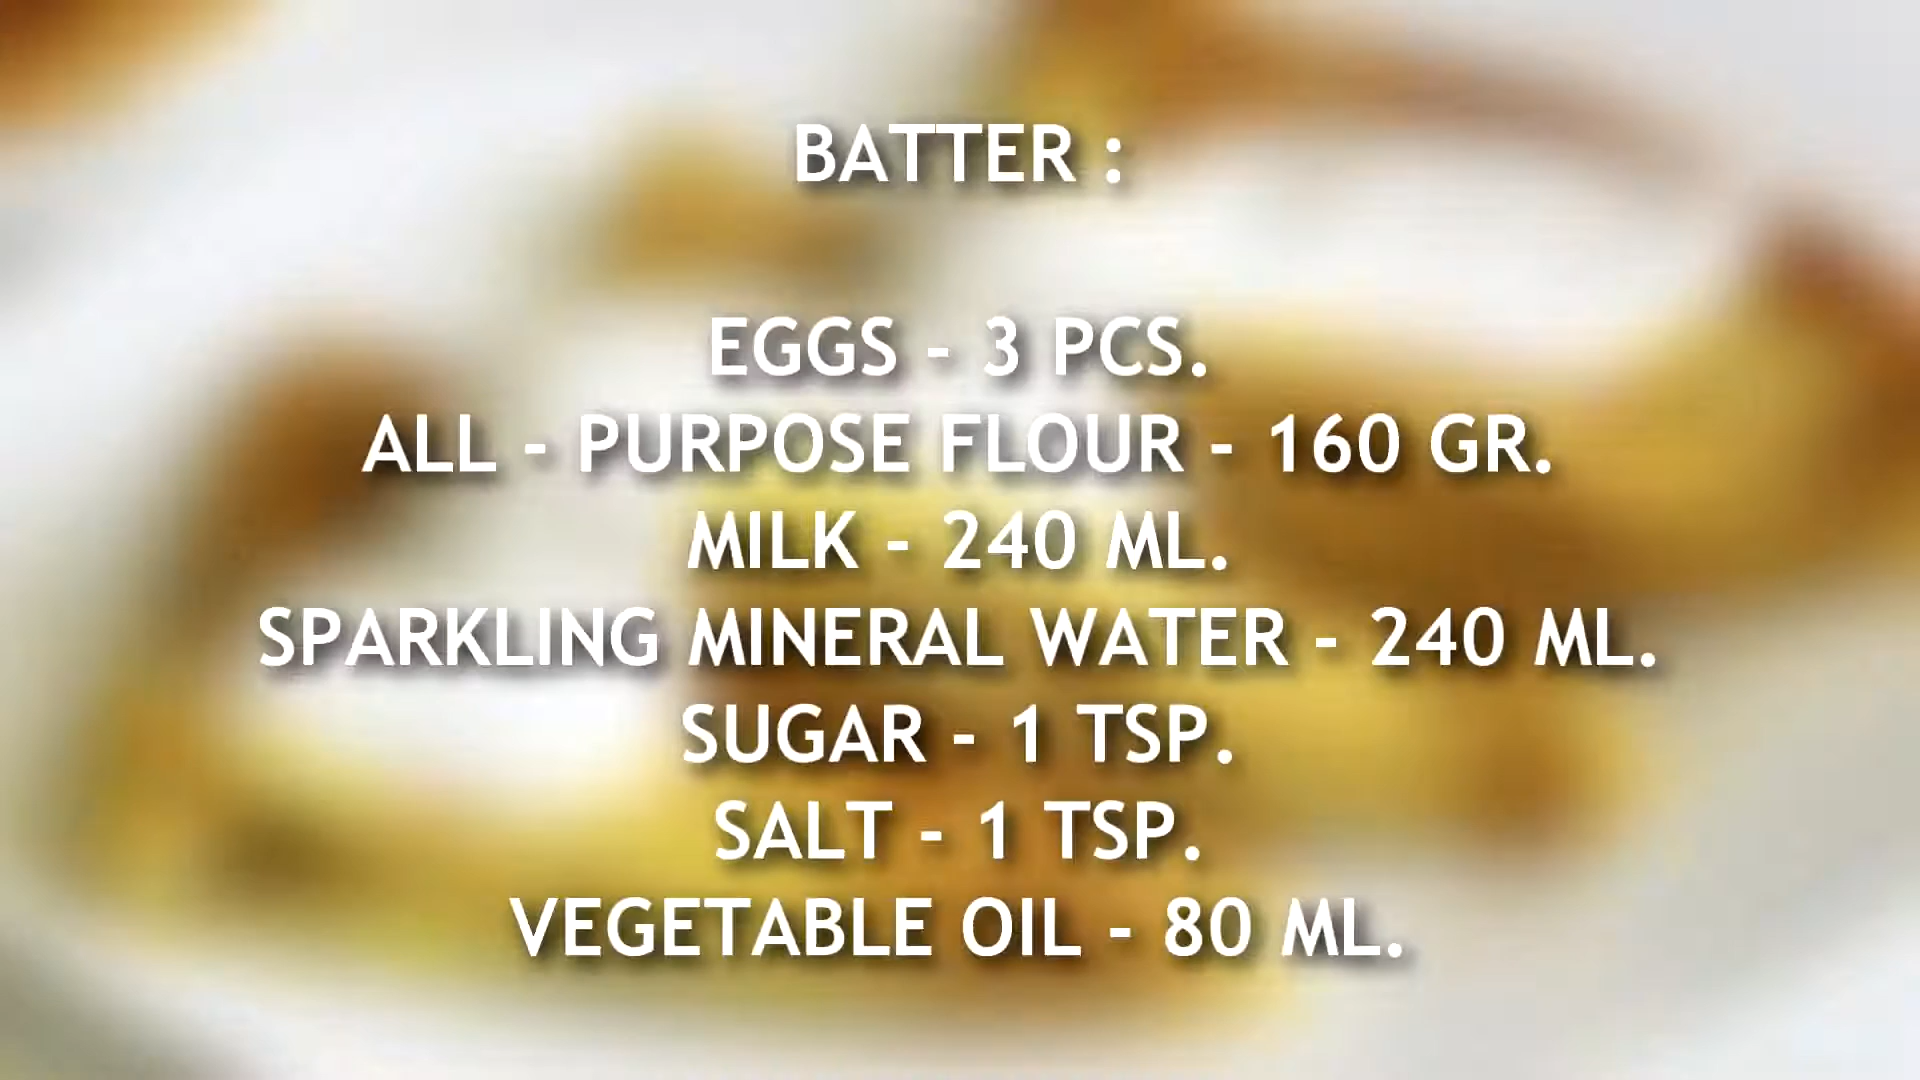 BATTER :
EGGS - 3 PCS.
ALL - PURPOSE FLOUR - 160 GR.
MILK - 240 ML.
SPARKLING MINERAL WATER - 240 ML.
SUGAR - 1 TSP.
SALT - 1 TSP.
VEGETABLE OIL - 80 ML.